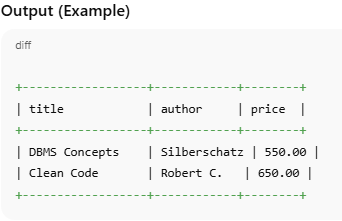 Output (Example)
diff
+------------------+-------------+--------+
| title            | author      | price  |
+------------------+-------------+--------+
| DBMS Concepts    | Silberschatz | 550.00 |
| Clean Code       | Robert C.   | 650.00 |
+------------------+-------------+--------+